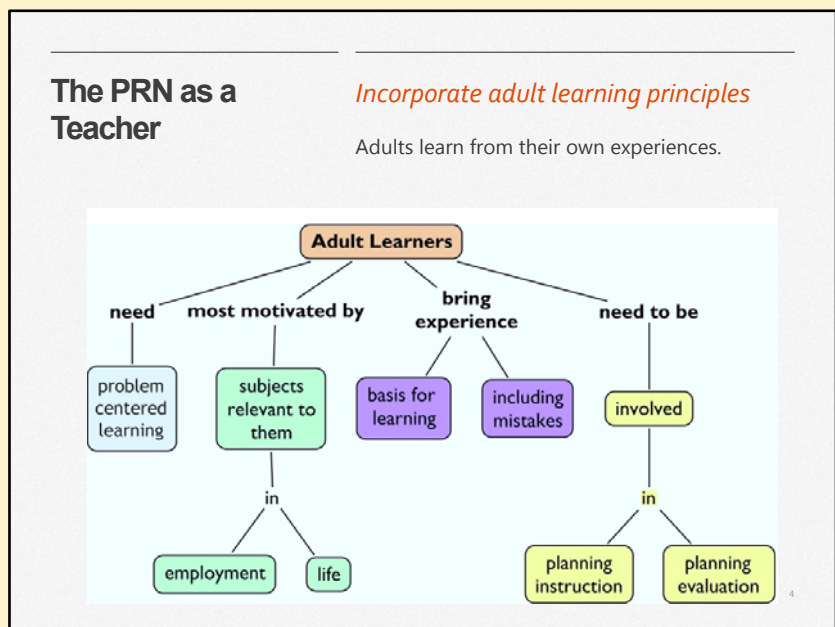 The PRN as a
Teacher
Incorporate adult learning principles
Adults learn from their own experiences.
Adult Learners
need
most motivated by
bring
experience
need to be
problem
centered
learning
subjects
relevant to
them
basis for
learning
including
mistakes
involved
in
in
employment
life
planning
instruction
planning
evaluation
4